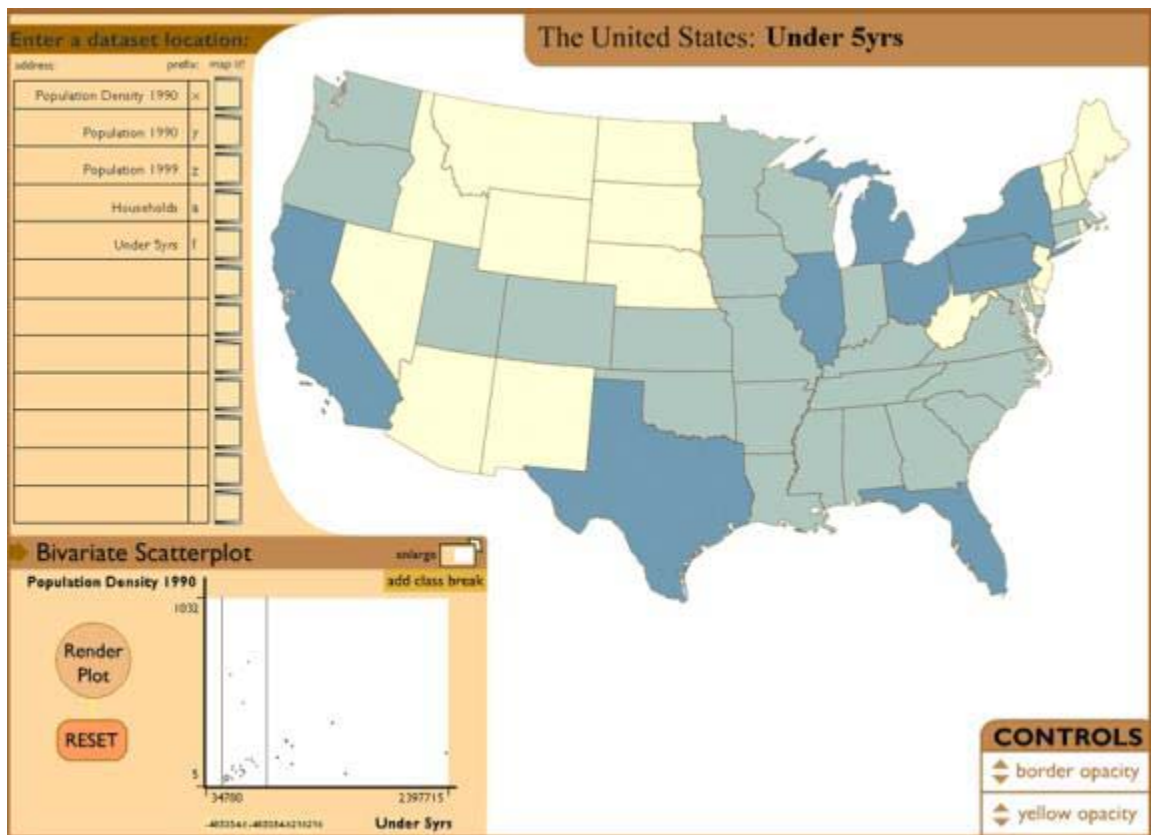 Enter a dataset location:
The United States: Under 5yrs
address: prefix: map it?
Population Density 1990 x
Population 1990 y
Population 1999 z
Households a
Under 5yrs f
Bivariate Scatterplot
enlarge
add class break
Population Density 1990
1032
Render
Plot
RESET
5
34780 2397715
Under 5yrs
CONTROLS
border opacity
yellow opacity